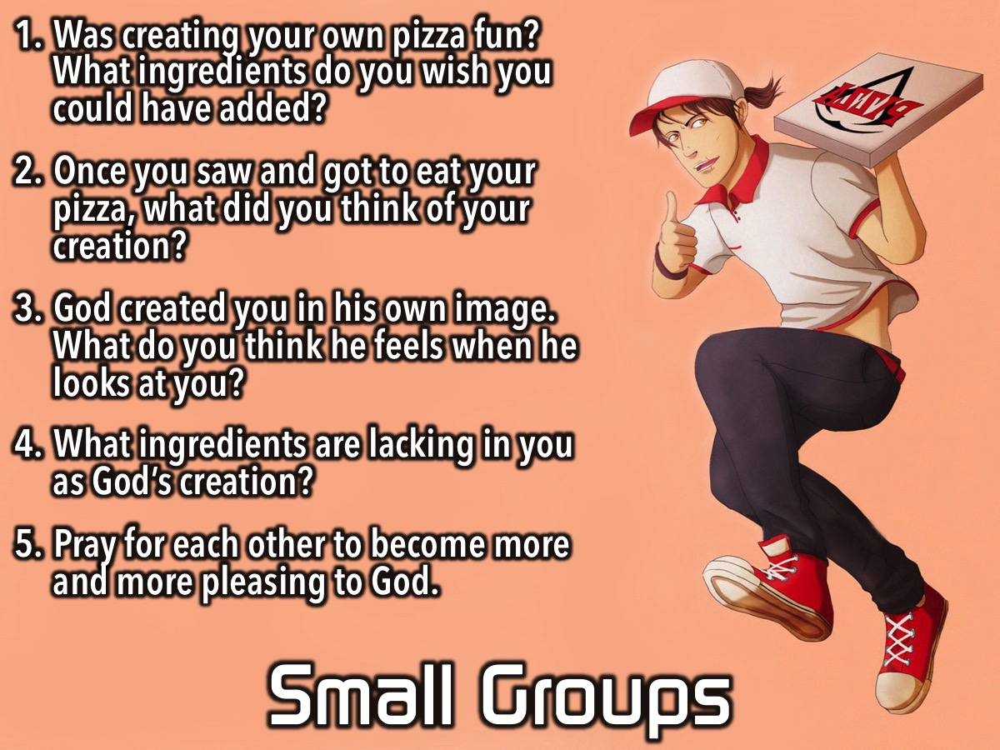 1. Was creating your own pizza fun?
What ingredients do you wish you
could have added?
2. Once you saw and got to eat your
pizza, what did you think of your
creation?
3. God created you in his own image.
What do you think he feels when he
looks at you?
4. What ingredients are lacking in you
as God's creation?
5. Pray for each other to become more
and more pleasing to God.
Small Groups